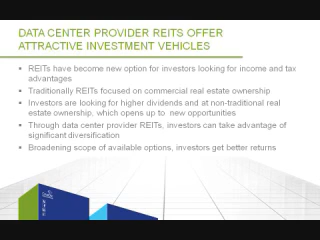 DATA CENTER PROVIDER REITS OFFER
ATTRACTIVE INVESTMENT VEHICLES
▪ REITs have become new option for investors looking for income and tax
advantages
▪ Traditionally REITs focused on commercial real estate ownership
▪ Investors are looking for higher dividends and at non-traditional real
estate ownership, which opens up to new opportunities
▪ Through data center provider REITs, investors can take advantage of
significant diversification
▪ Broadening scope of available options, investors get better returns